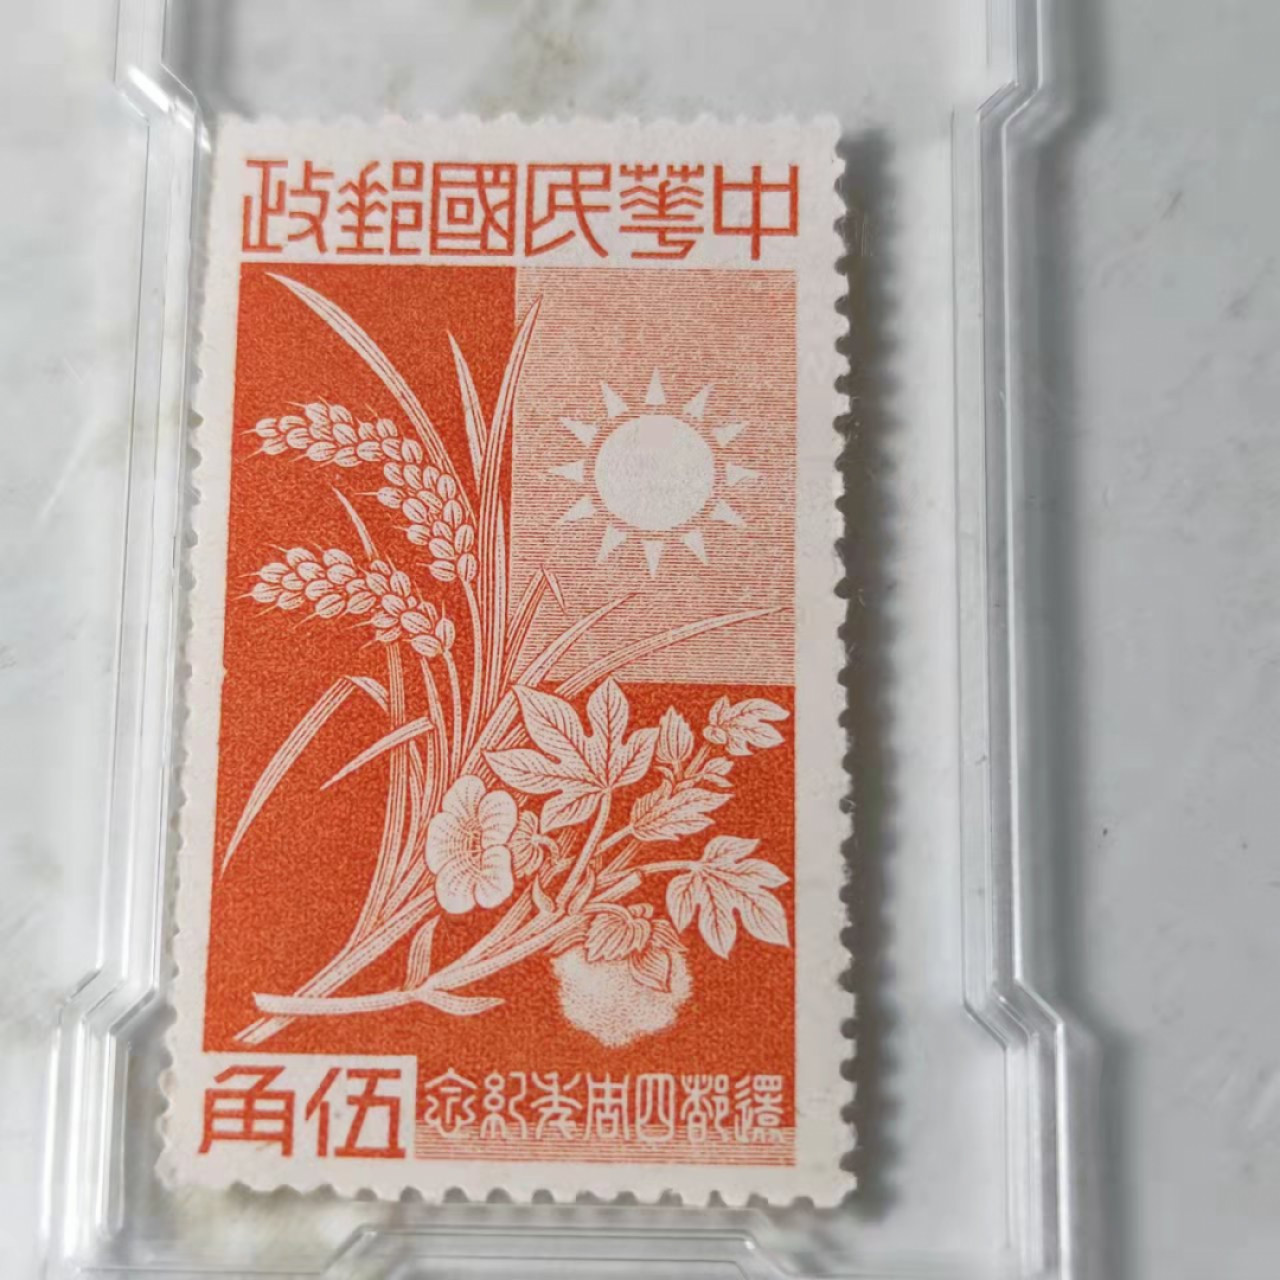 中華民國郵政
還都四周年紀念
伍角